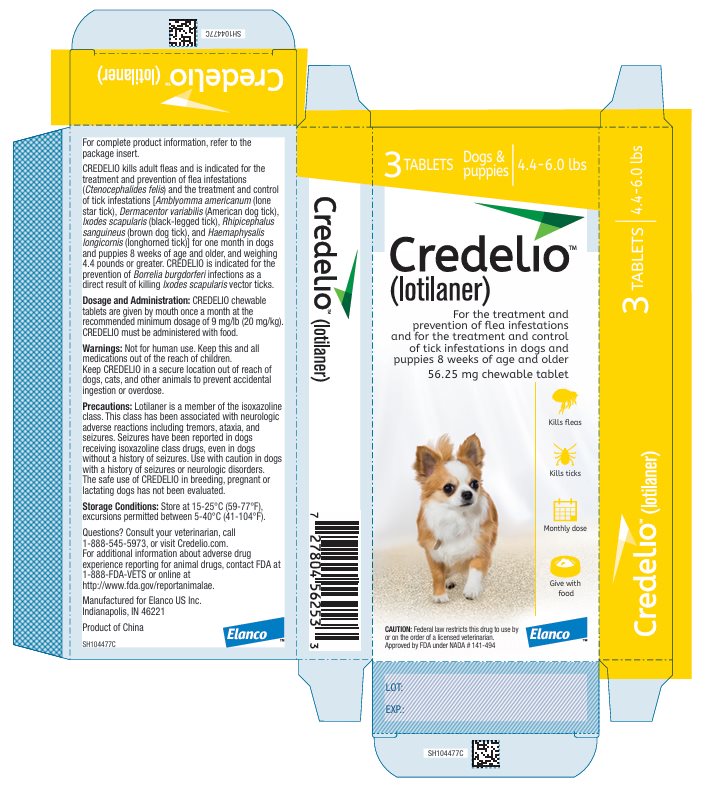 SH104477C
Credelio™ (lotilaner)
For complete product information, refer to the
package insert.
CREDELIO kills adult fleas and is indicated for the
treatment and prevention of flea infestations
(Ctenocephalides felis) and the treatment and control
of tick infestations [Amblyomma americanum (lone
star tick), Dermacentor variabilis (American dog tick),
Ixodes scapularis (black-legged tick), Rhipicephalus
sanguineus (brown dog tick), and Haemaphysalis
longicornis (longhorned tick)] for one month in dogs
and puppies 8 weeks of age and older, and weighing
4.4 pounds or greater. CREDELIO is indicated for the
prevention of Borrelia burgdorferi infections as a
direct result of killing Ixodes scapularis vector ticks.
Dosage and Administration: CREDELIO chewable
tablets are given by mouth once a month at the
recommended minimum dosage of 9 mg/lb (20 mg/kg).
CREDELIO must be administered with food.
Warnings: Not for human use. Keep this and all
medications out of the reach of children.
Keep CREDELIO in a secure location out of reach of
dogs, cats, and other animals to prevent accidental
ingestion or overdose.
Precautions: Lotilaner is a member of the isoxazoline
class. This class has been associated with neurologic
adverse reactions including tremors, ataxia, and
seizures. Seizures have been reported in dogs
receiving isoxazoline class drugs, even in dogs
without a history of seizures. Use with caution in dogs
with a history of seizures or neurologic disorders.
The safe use of CREDELIO in breeding, pregnant or
lactating dogs has not been evaluated.
Storage Conditions: Store at 15-25°C (59-77°F),
excursions permitted between 5-40°C (41-104°F).
Questions? Consult your veterinarian, call
1-888-545-5973, or visit Credelio.com.
For additional information about adverse drug
experience reporting for animal drugs, contact FDA at
1-888-FDA-VETS or online at
http://www.fda.gov/reportanimalae.
Manufactured for Elanco US Inc.
Indianapolis, IN 46221
Product of China
SH104477C
Elanco™
Credelio™ (lotilaner)
7 27804 56253 3
3 TABLETS
Dogs &
puppies
4.4-6.0 lbs
Credelio™
(lotilaner)
For the treatment and
prevention of flea infestations
and for the treatment and control
of tick infestations in dogs and
puppies 8 weeks of age and older
56.25 mg chewable tablet
Kills fleas
Kills ticks
Monthly dose
Give with
food
CAUTION: Federal law restricts this drug to use by
or on the order of a licensed veterinarian.
Approved by FDA under NADA # 141-494
Elanco™
Credelio™ (lotilaner)
3 TABLETS
4.4-6.0 lbs
LOT:
EXP.:
SH104477C